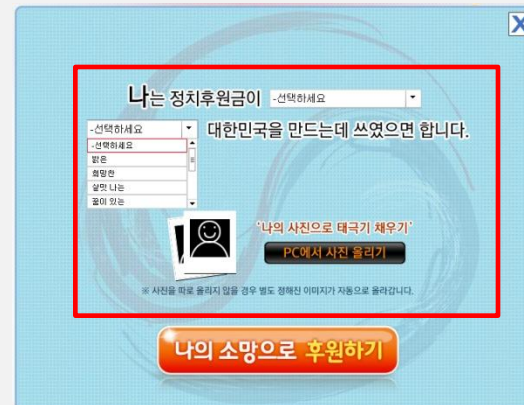 X
나는 정치후원금이 -선택하세요
-선택하세요 대한민국을 만드는데 쓰였으면 합니다.
-선택하세요
밝은
희망찬
살맛 나는
꿈이 있는
'나의 사진으로 태극기 채우기'
PC에서 사진 올리기
※ 사진을 따로 올리지 않을 경우 별도 정해진 이미지가 자동으로 올라갑니다.
나의 소망으로 후원하기